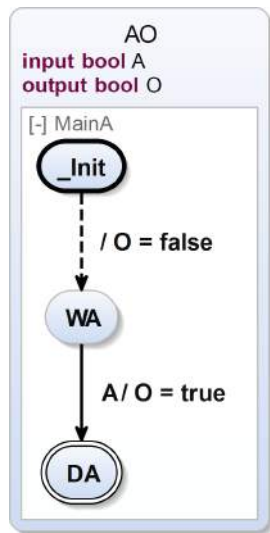 AO
input bool A
output bool O
[-] MainA
_Init
/ O = false
WA
A/ O = true
DA